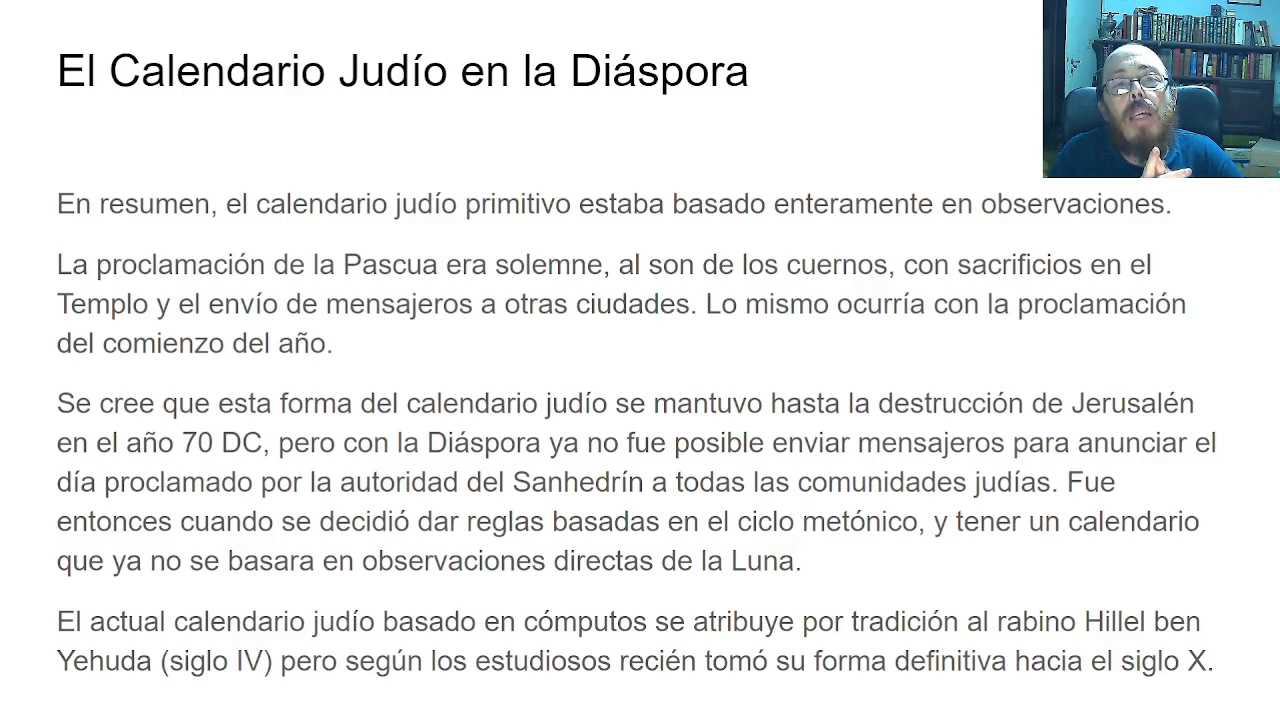 El Calendario Judío en la Diáspora
En resumen, el calendario judío primitivo estaba basado enteramente en observaciones.
La proclamación de la Pascua era solemne, al son de los cuernos, con sacrificios en el
Templo y el envío de mensajeros a otras ciudades. Lo mismo ocurría con la proclamación
del comienzo del año.
Se cree que esta forma del calendario judío se mantuvo hasta la destrucción de Jerusalén
en el año 70 DC, pero con la Diáspora ya no fue posible enviar mensajeros para anunciar el
día proclamado por la autoridad del Sanhedrín a todas las comunidades judías. Fue
entonces cuando se decidió dar reglas basadas en el ciclo metónico, y tener un calendario
que ya no se basara en observaciones directas de la Luna.
El actual calendario judío basado en cómputos se atribuye por tradición al rabino Hillel ben
Yehuda (siglo IV) pero según los estudiosos recién tomó su forma definitiva hacia el siglo X.